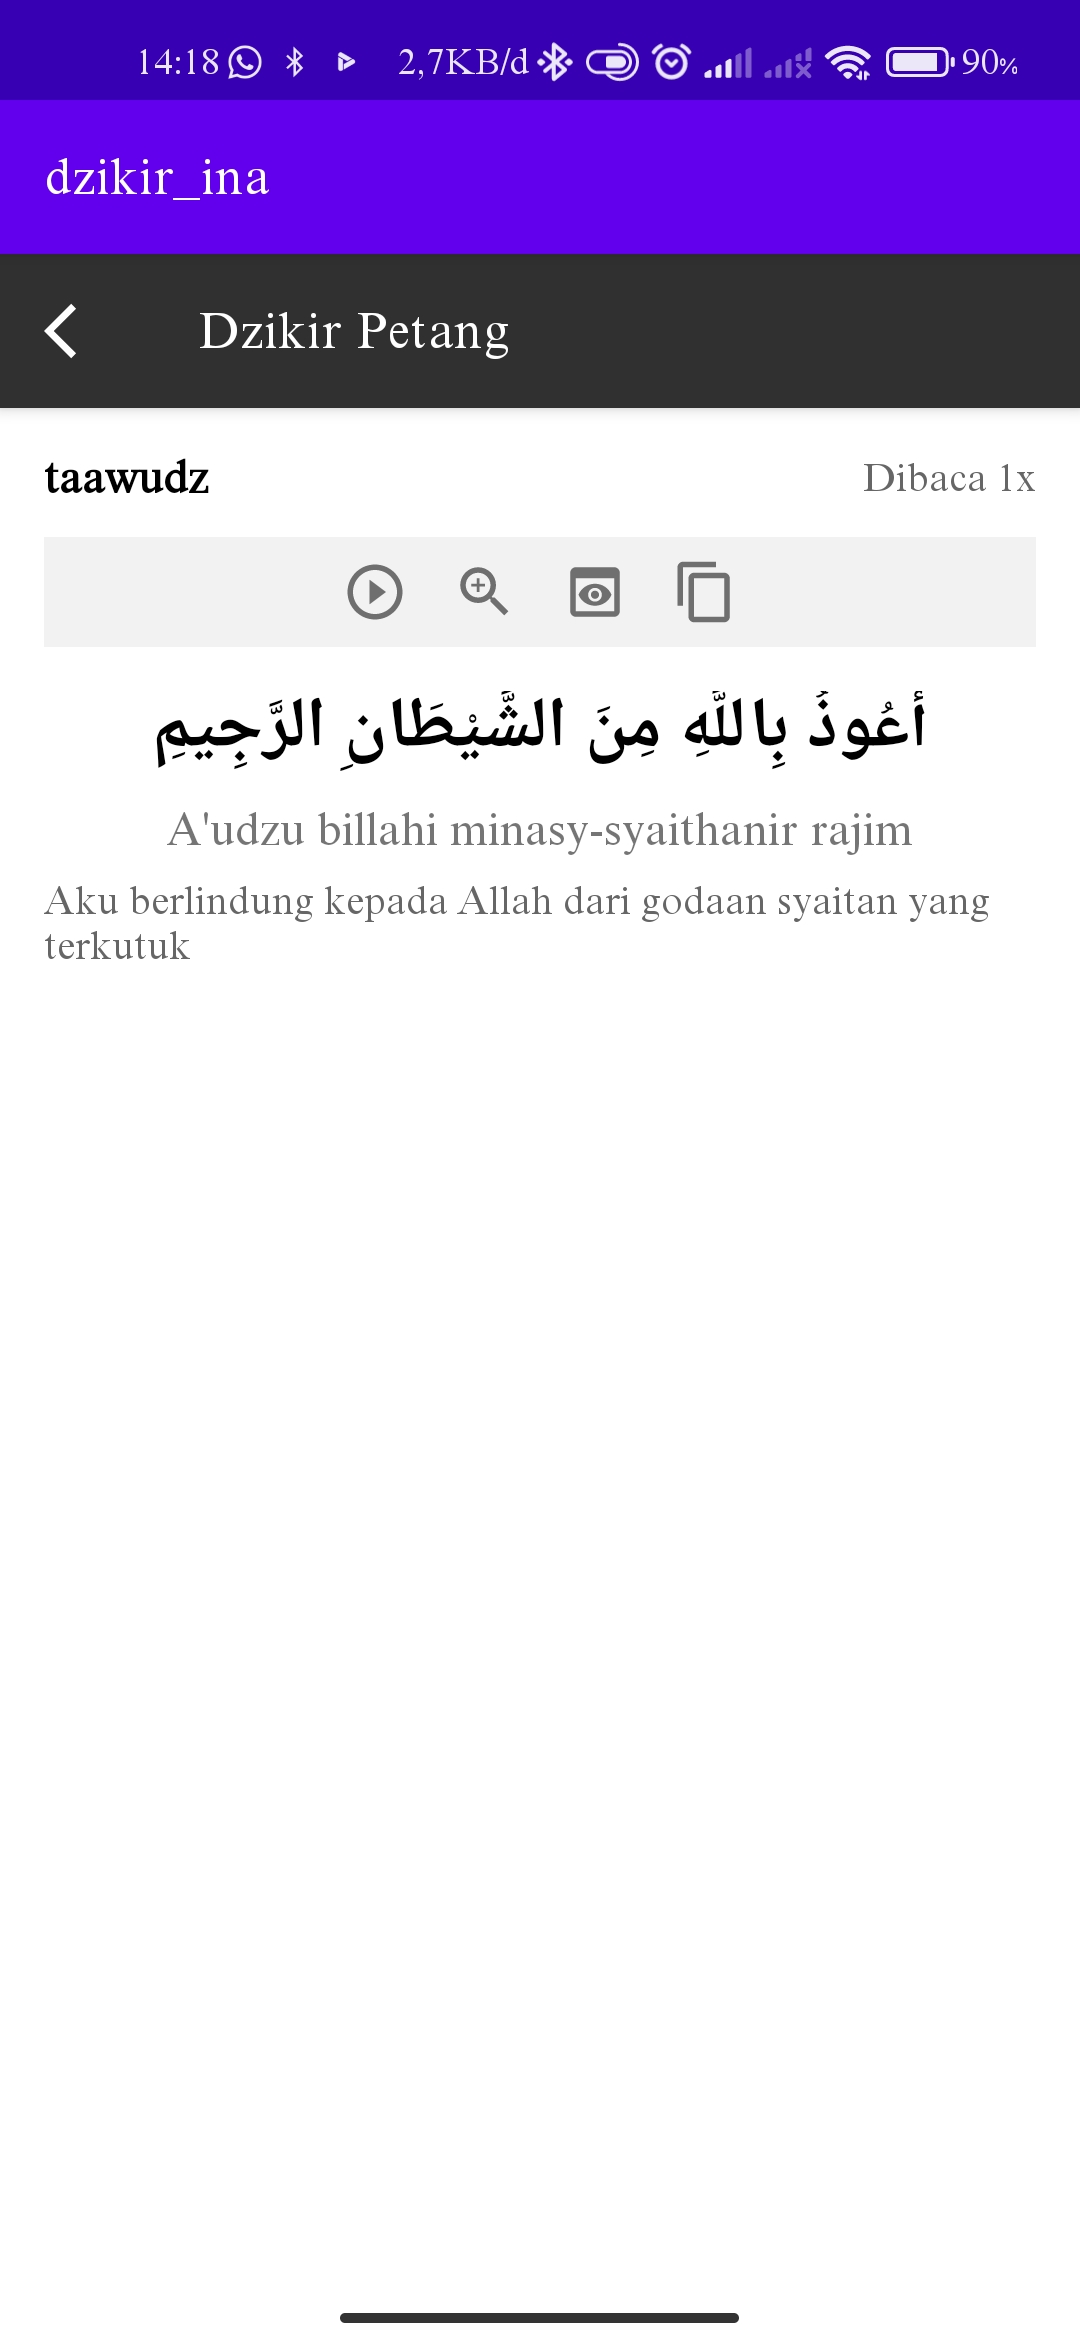 14:18 2,7KB/d 90%
dzikir_ina
Dzikir Petang
taawudz Dibaca 1x
أَعُوذُ بِاللَّهِ مِنَ الشَّيْطَانِ الرَّجِيمِ
A'udzu billahi minasy-syaithanir rajim
Aku berlindung kepada Allah dari godaan syaitan yang
terkutuk